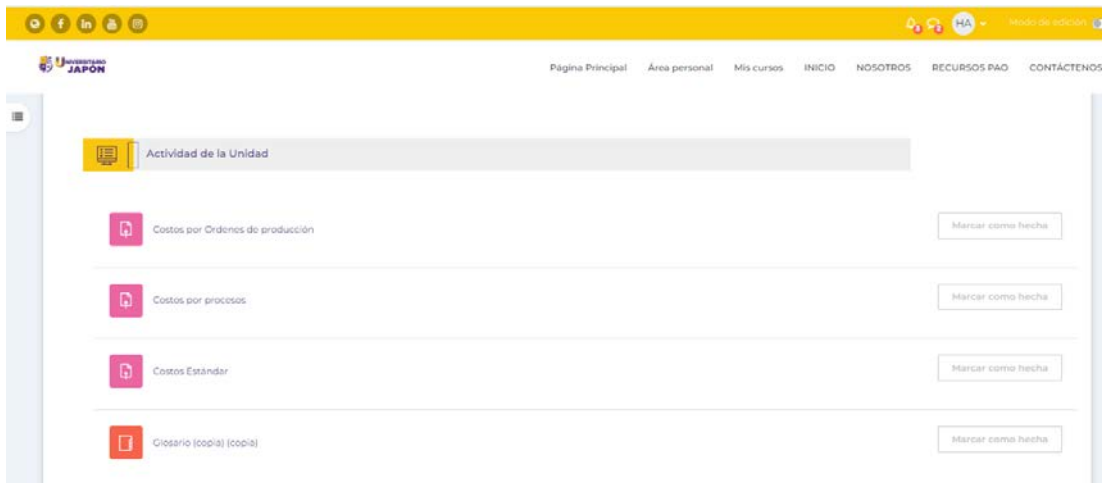 HA
Modo de edición
UNIVERSITARIO
JAPÓN
Página Principal Área personal Mis cursos INICIO NOSOTROS RECURSOS PAO CONTÁCTENOS
Actividad de la Unidad
Costos por Ordenes de producción Marcar como hecha
Costos por procesos Marcar como hecha
Costos Estándar Marcar como hecha
Glosario (copia) (copia) Marcar como hecha